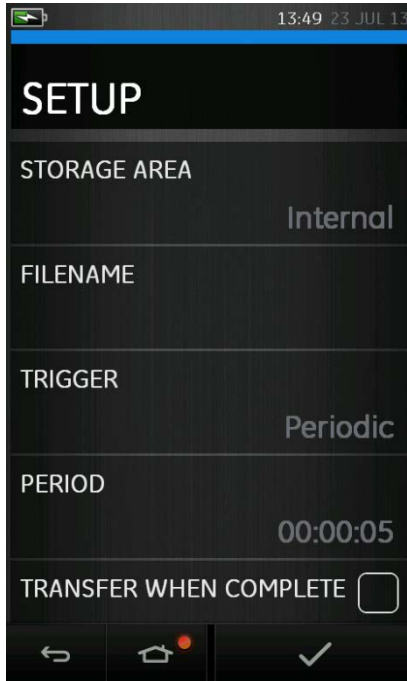 13:49 23 JUL 13
SETUP
STORAGE AREA
Internal
FILENAME
TRIGGER
Periodic
PERIOD
00:00:05
TRANSFER WHEN COMPLETE